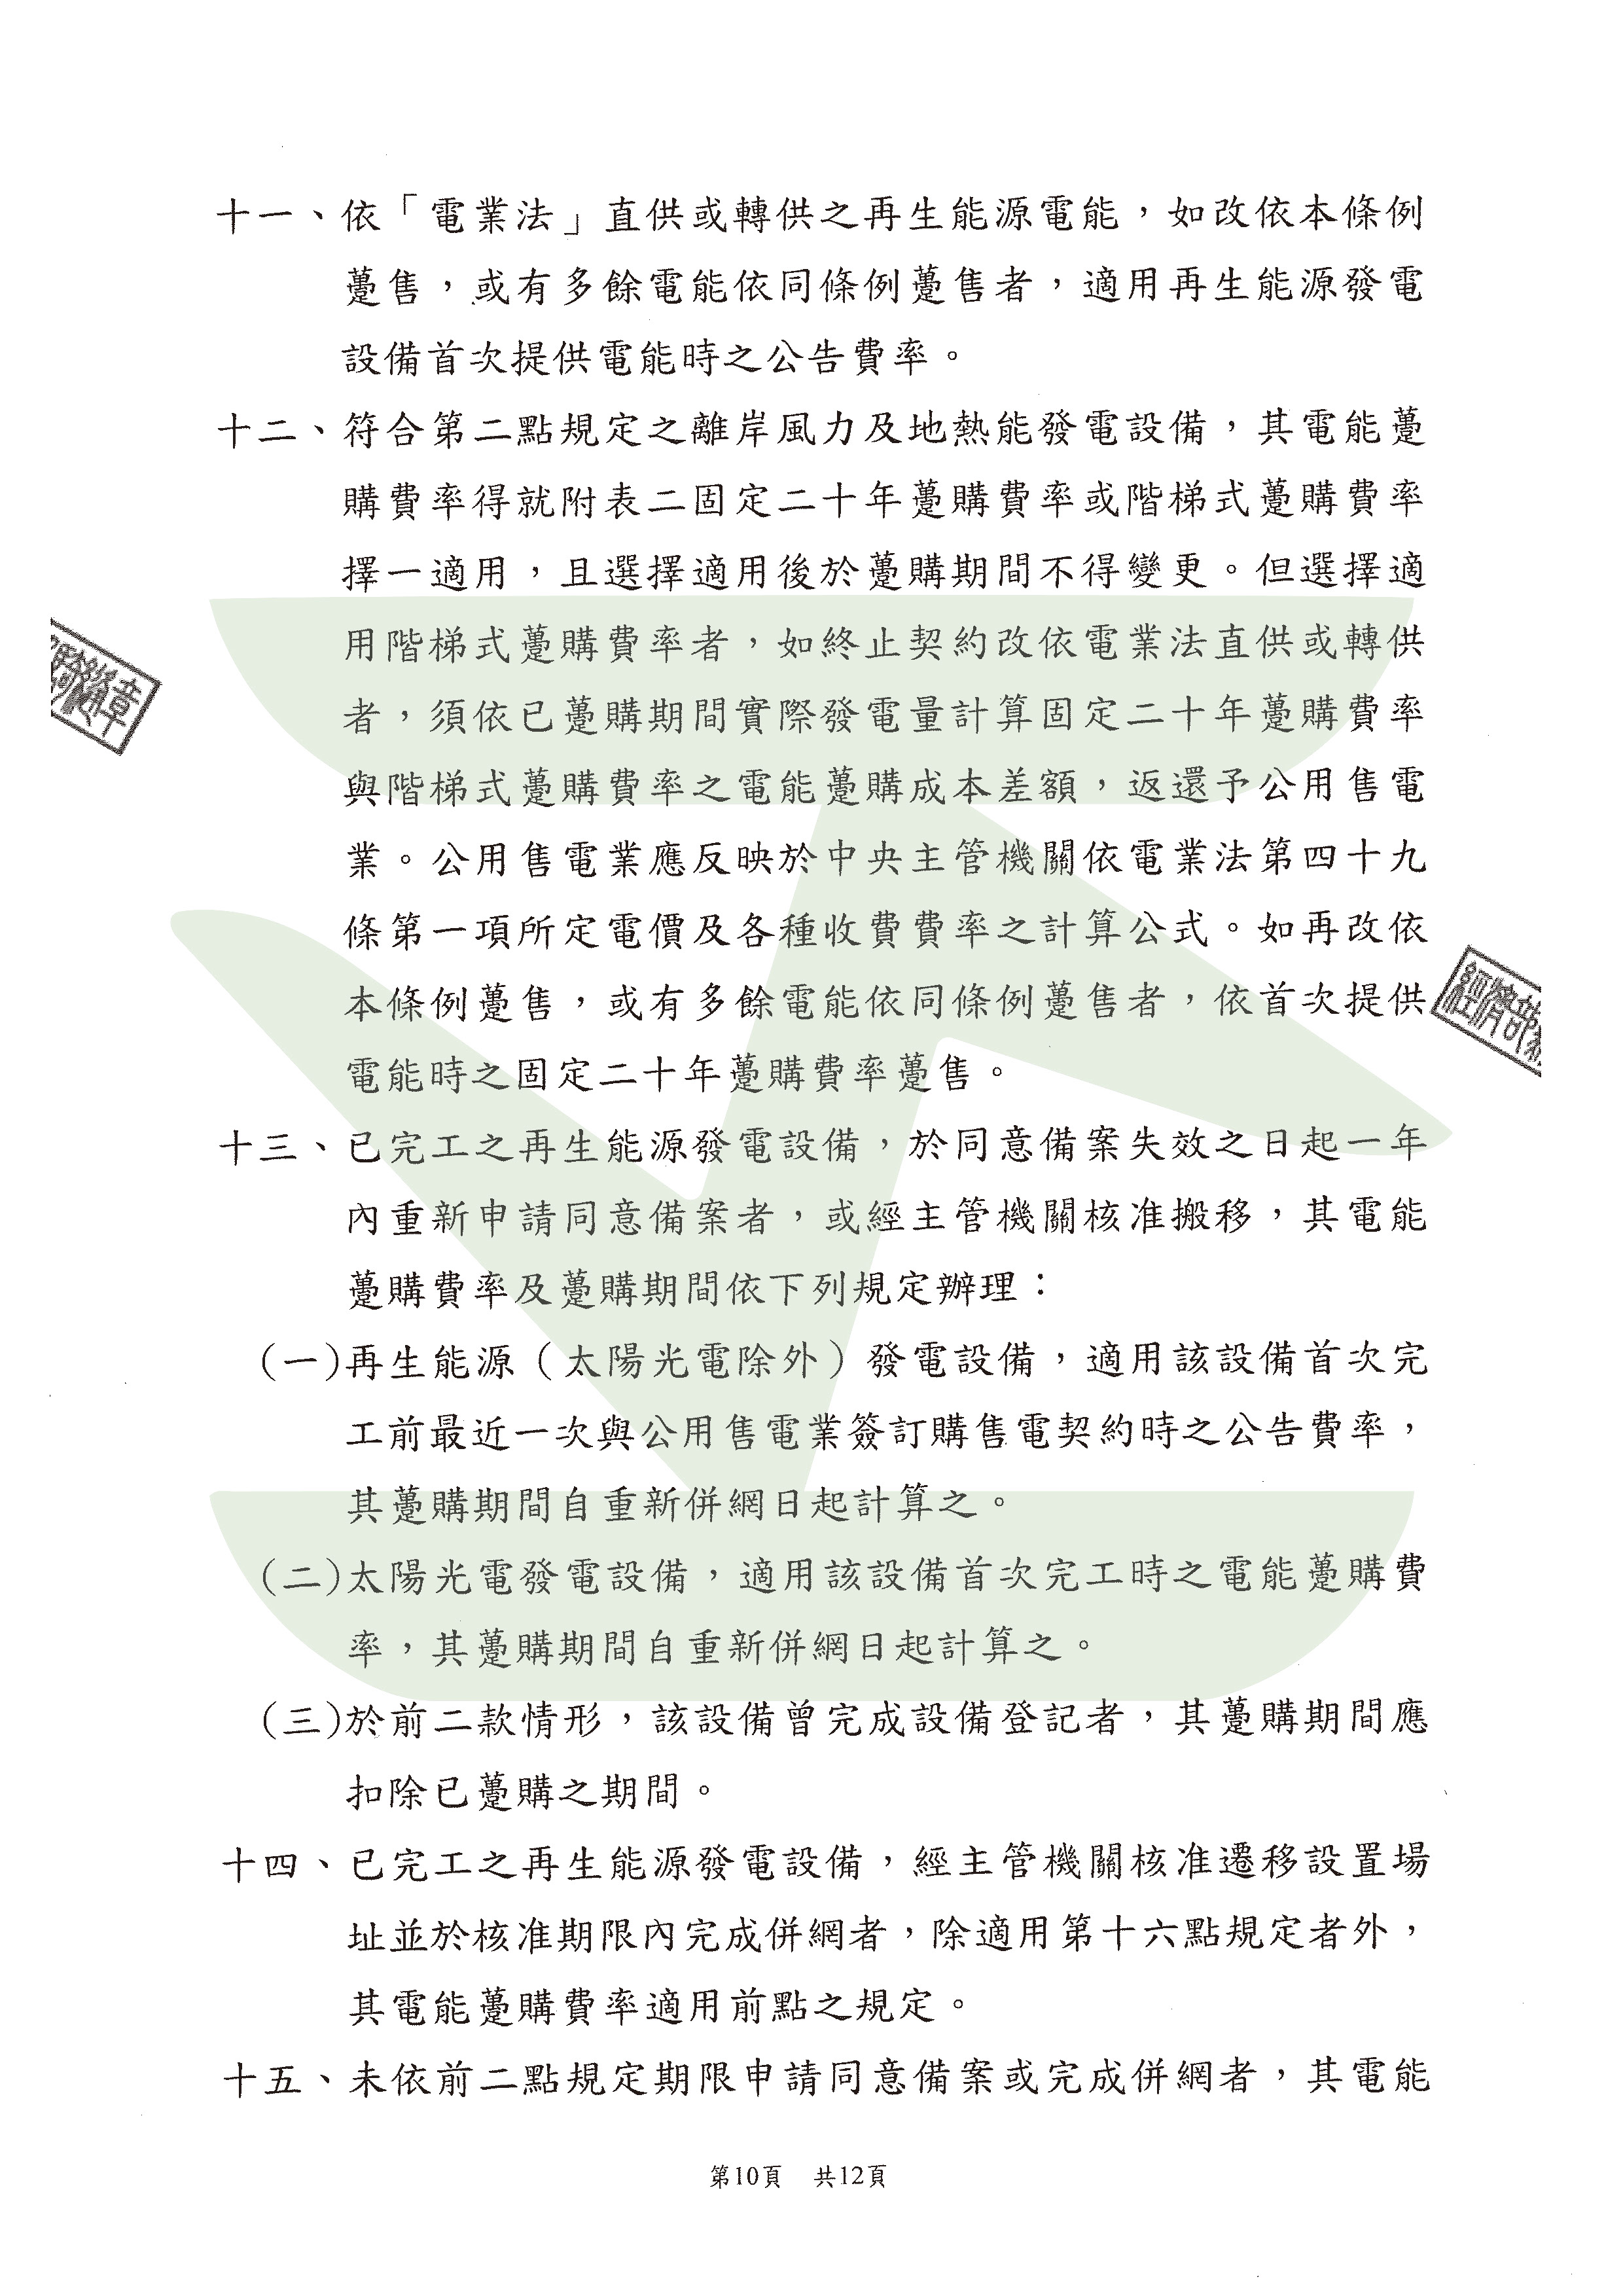 十一、依「電業法」直供或轉供之再生能源電能，如改依本條例
躉售，或有多餘電能依同條例躉售者，適用再生能源發電
設備首次提供電能時之公告費率。
十二、符合第二點規定之離岸風力及地熱能發電設備，其電能躉
購費率得就附表二固定二十年躉購費率或階梯式躉購費率
擇一適用，且選擇適用後於躉購期間不得變更。但選擇適
用階梯式躉購費率者，如終止契約改依電業法直供或轉供
者，須依已躉購期間實際發電量計算固定二十年躉購費率
與階梯式躉購費率之電能躉購成本差額，返還予公用售電
業。公用售電業應反映於中央主管機關依電業法第四十九
條第一項所定電價及各種收費費率之計算公式。如再改依
本條例躉售，或有多餘電能依同條例躉售者，依首次提供
電能時之固定二十年躉購費率躉售。
十三、已完工之再生能源發電設備，於同意備案失效之日起一年
內重新申請同意備案者，或經主管機關核准搬移，其電能
躉購費率及躉購期間依下列規定辦理：
(一)再生能源（太陽光電除外）發電設備，適用該設備首次完
工前最近一次與公用售電業簽訂購售電契約時之公告費率，
其躉購期間自重新併網日起計算之。
(二)太陽光電發電設備，適用該設備首次完工時之電能躉購費
率，其躉購期間自重新併網日起計算之。
(三)於前二款情形，該設備曾完成設備登記者，其躉購期間應
扣除已躉購之期間。
十四、已完工之再生能源發電設備，經主管機關核准遷移設置場
址並於核准期限內完成併網者，除適用第十六點規定者外，
其電能躉購費率適用前點之規定。
十五、未依前二點規定期限申請同意備案或完成併網者，其電能
第10頁 共12頁
騎縫章
經濟部